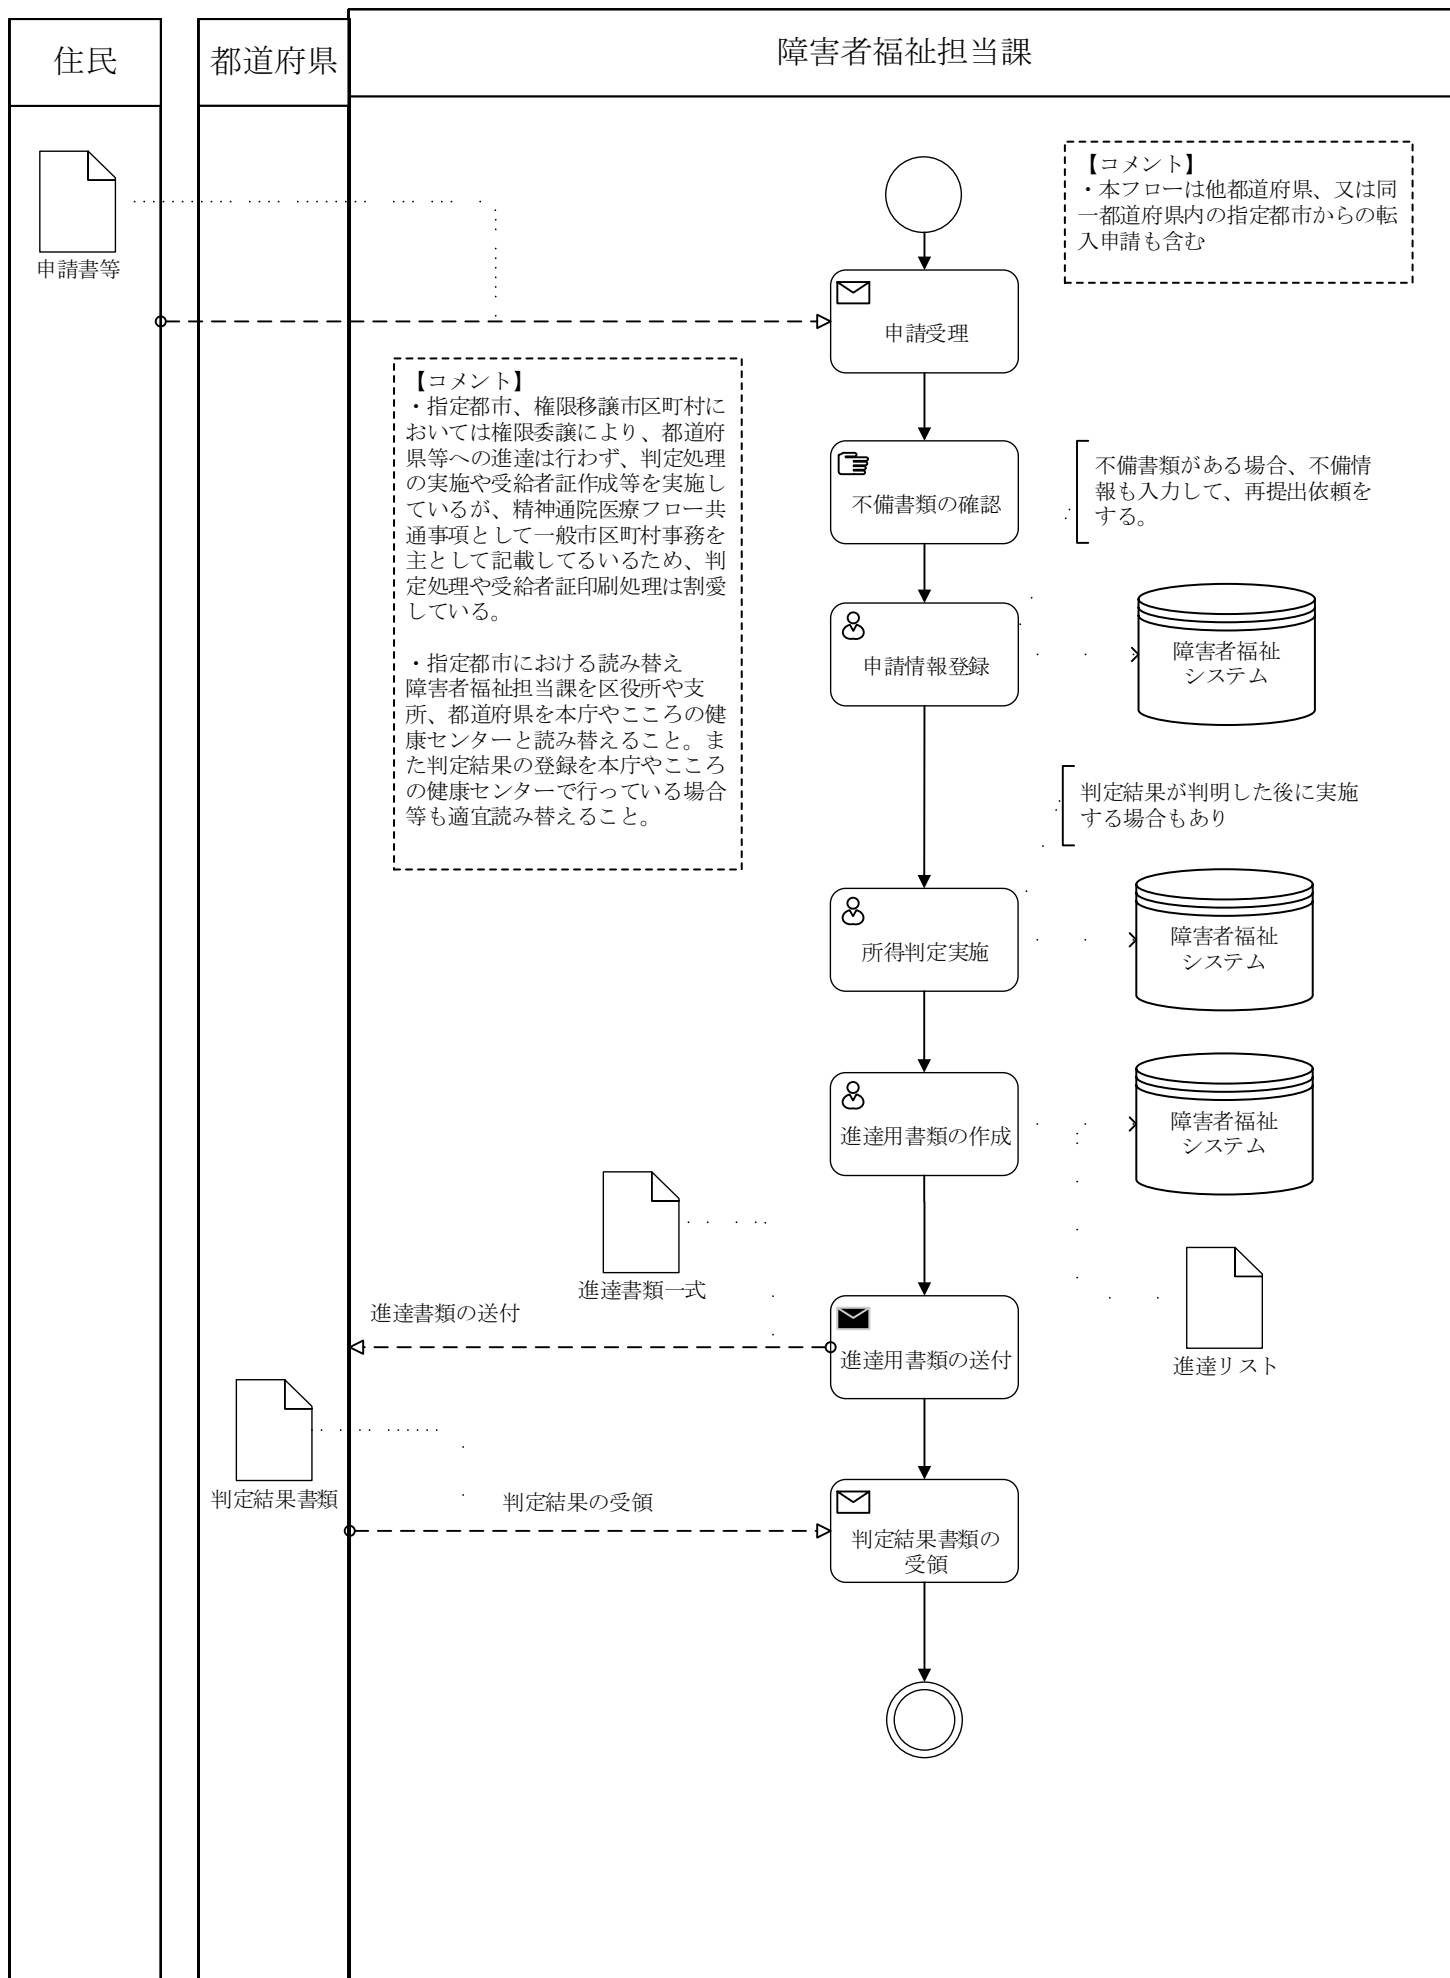 住民
都道府県
障害者福祉担当課
申請書等
【コメント】
・本フローは他都道府県、又は同
一都道府県内の指定都市からの転
入申請も含む
申請受理
【コメント】
・指定都市、権限移譲市区町村に
おいては権限委譲により、都道府
県等への進達は行わず、判定処理
の実施や受給者証作成等を実施し
ているが、精神通院医療フロー共
通事項として一般市区町村事務を
主として記載してるいるため、判
定処理や受給者証印刷処理は割愛
している。
・指定都市における読み替え
障害者福祉担当課を区役所や支
所、都道府県を本庁やこころの健
康センターと読み替えること。ま
た判定結果の登録を本庁やこころ
の健康センターで行っている場合
等も適宜読み替えること。
不備書類の確認
不備書類がある場合、不備情
報も入力して、再提出依頼を
する。
申請情報登録
障害者福祉
システム
判定結果が判明した後に実施
する場合もあり
所得判定実施
障害者福祉
システム
進達用書類の作成
障害者福祉
システム
進達書類一式
進達書類の送付
進達用書類の送付
進達リスト
判定結果書類
判定結果の受領
判定結果書類の
受領